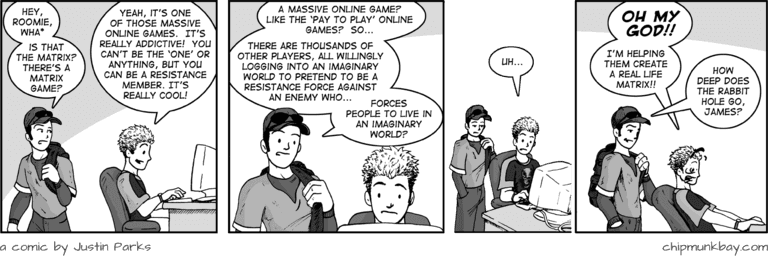 HEY,
ROOMIE,
WHA*
IS THAT
THE MATRIX?
THERE'S A
MATRIX
GAME?
YEAH, IT'S ONE
OF THOSE MASSIVE
ONLINE GAMES. IT'S
REALLY ADDICTIVE! YOU
CAN'T BE THE 'ONE' OR
ANYTHING, BUT YOU
CAN BE A RESISTANCE
MEMBER. IT'S
REALLY COOL!
A MASSIVE ONLINE GAME?
LIKE THE 'PAY TO PLAY' ONLINE
GAMES? SO...
THERE ARE THOUSANDS OF
OTHER PLAYERS, ALL WILLINGLY
LOGGING INTO AN IMAGINARY
WORLD TO PRETEND TO BE A
RESISTANCE FORCE AGAINST
AN ENEMY WHO...
FORCES
PEOPLE TO LIVE IN
AN IMAGINARY
WORLD?
UH...
OH MY
GOD!!
I'M HELPING
THEM CREATE
A REAL LIFE
MATRIX!!
HOW
DEEP DOES THE
RABBIT
HOLE GO,
JAMES?
a comic by Justin Parks
chipmunkbay.com